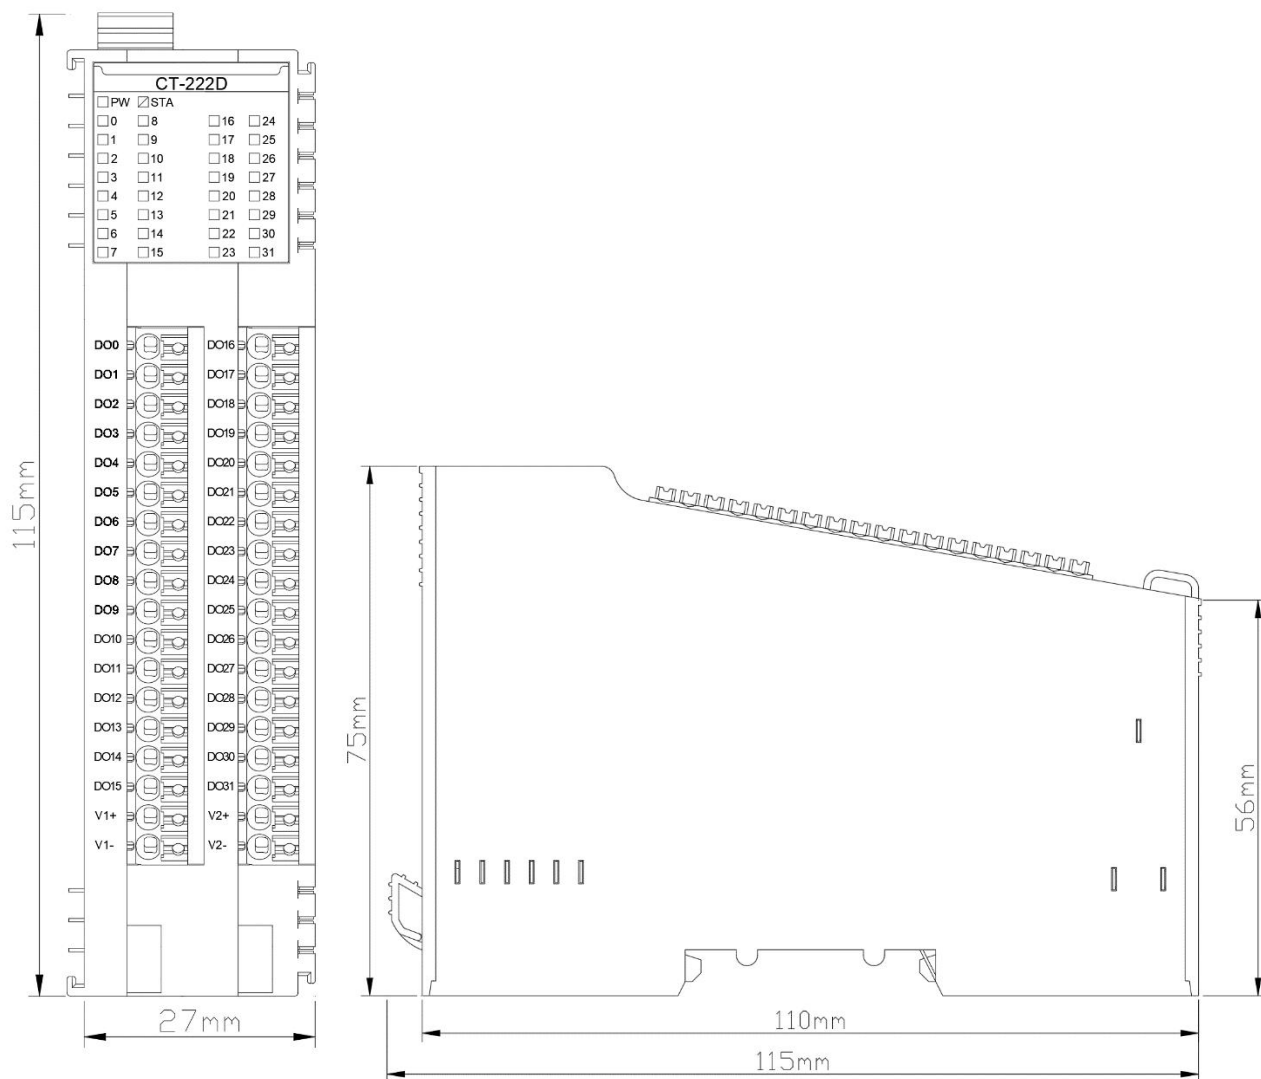 CT-222D
PW STA
0 8 16 24
1 9 17 25
2 10 18 26
3 11 19 27
4 12 20 28
5 13 21 29
6 14 22 30
7 15 23 31
DO0 DO16
DO1 DO17
DO2 DO18
DO3 DO19
DO4 DO20
DO5 DO21
DO6 DO22
DO7 DO23
DO8 DO24
DO9 DO25
DO10 DO26
DO11 DO27
DO12 DO28
DO13 DO29
DO14 DO30
DO15 DO31
V1+ V2+
V1- V2-
115mm
27mm
75mm
56mm
110mm
115mm